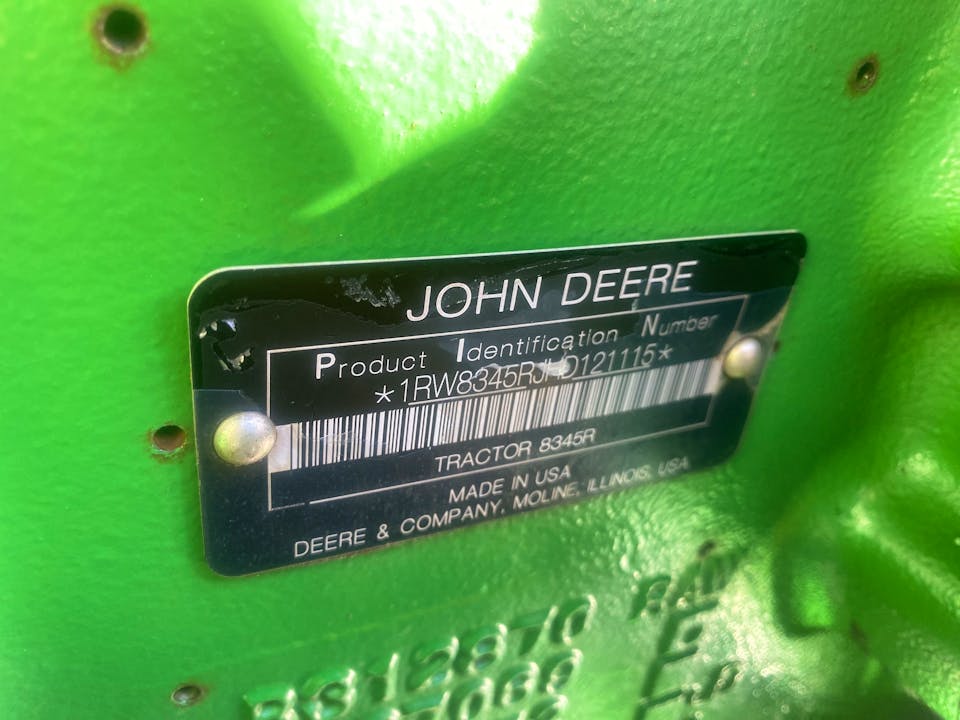 JOHN DEERE
Product Identification Number
*1RW8345RJHD121115*
TRACTOR 8345R
MADE IN USA
DEERE & COMPANY, MOLINE, ILLINOIS, USA